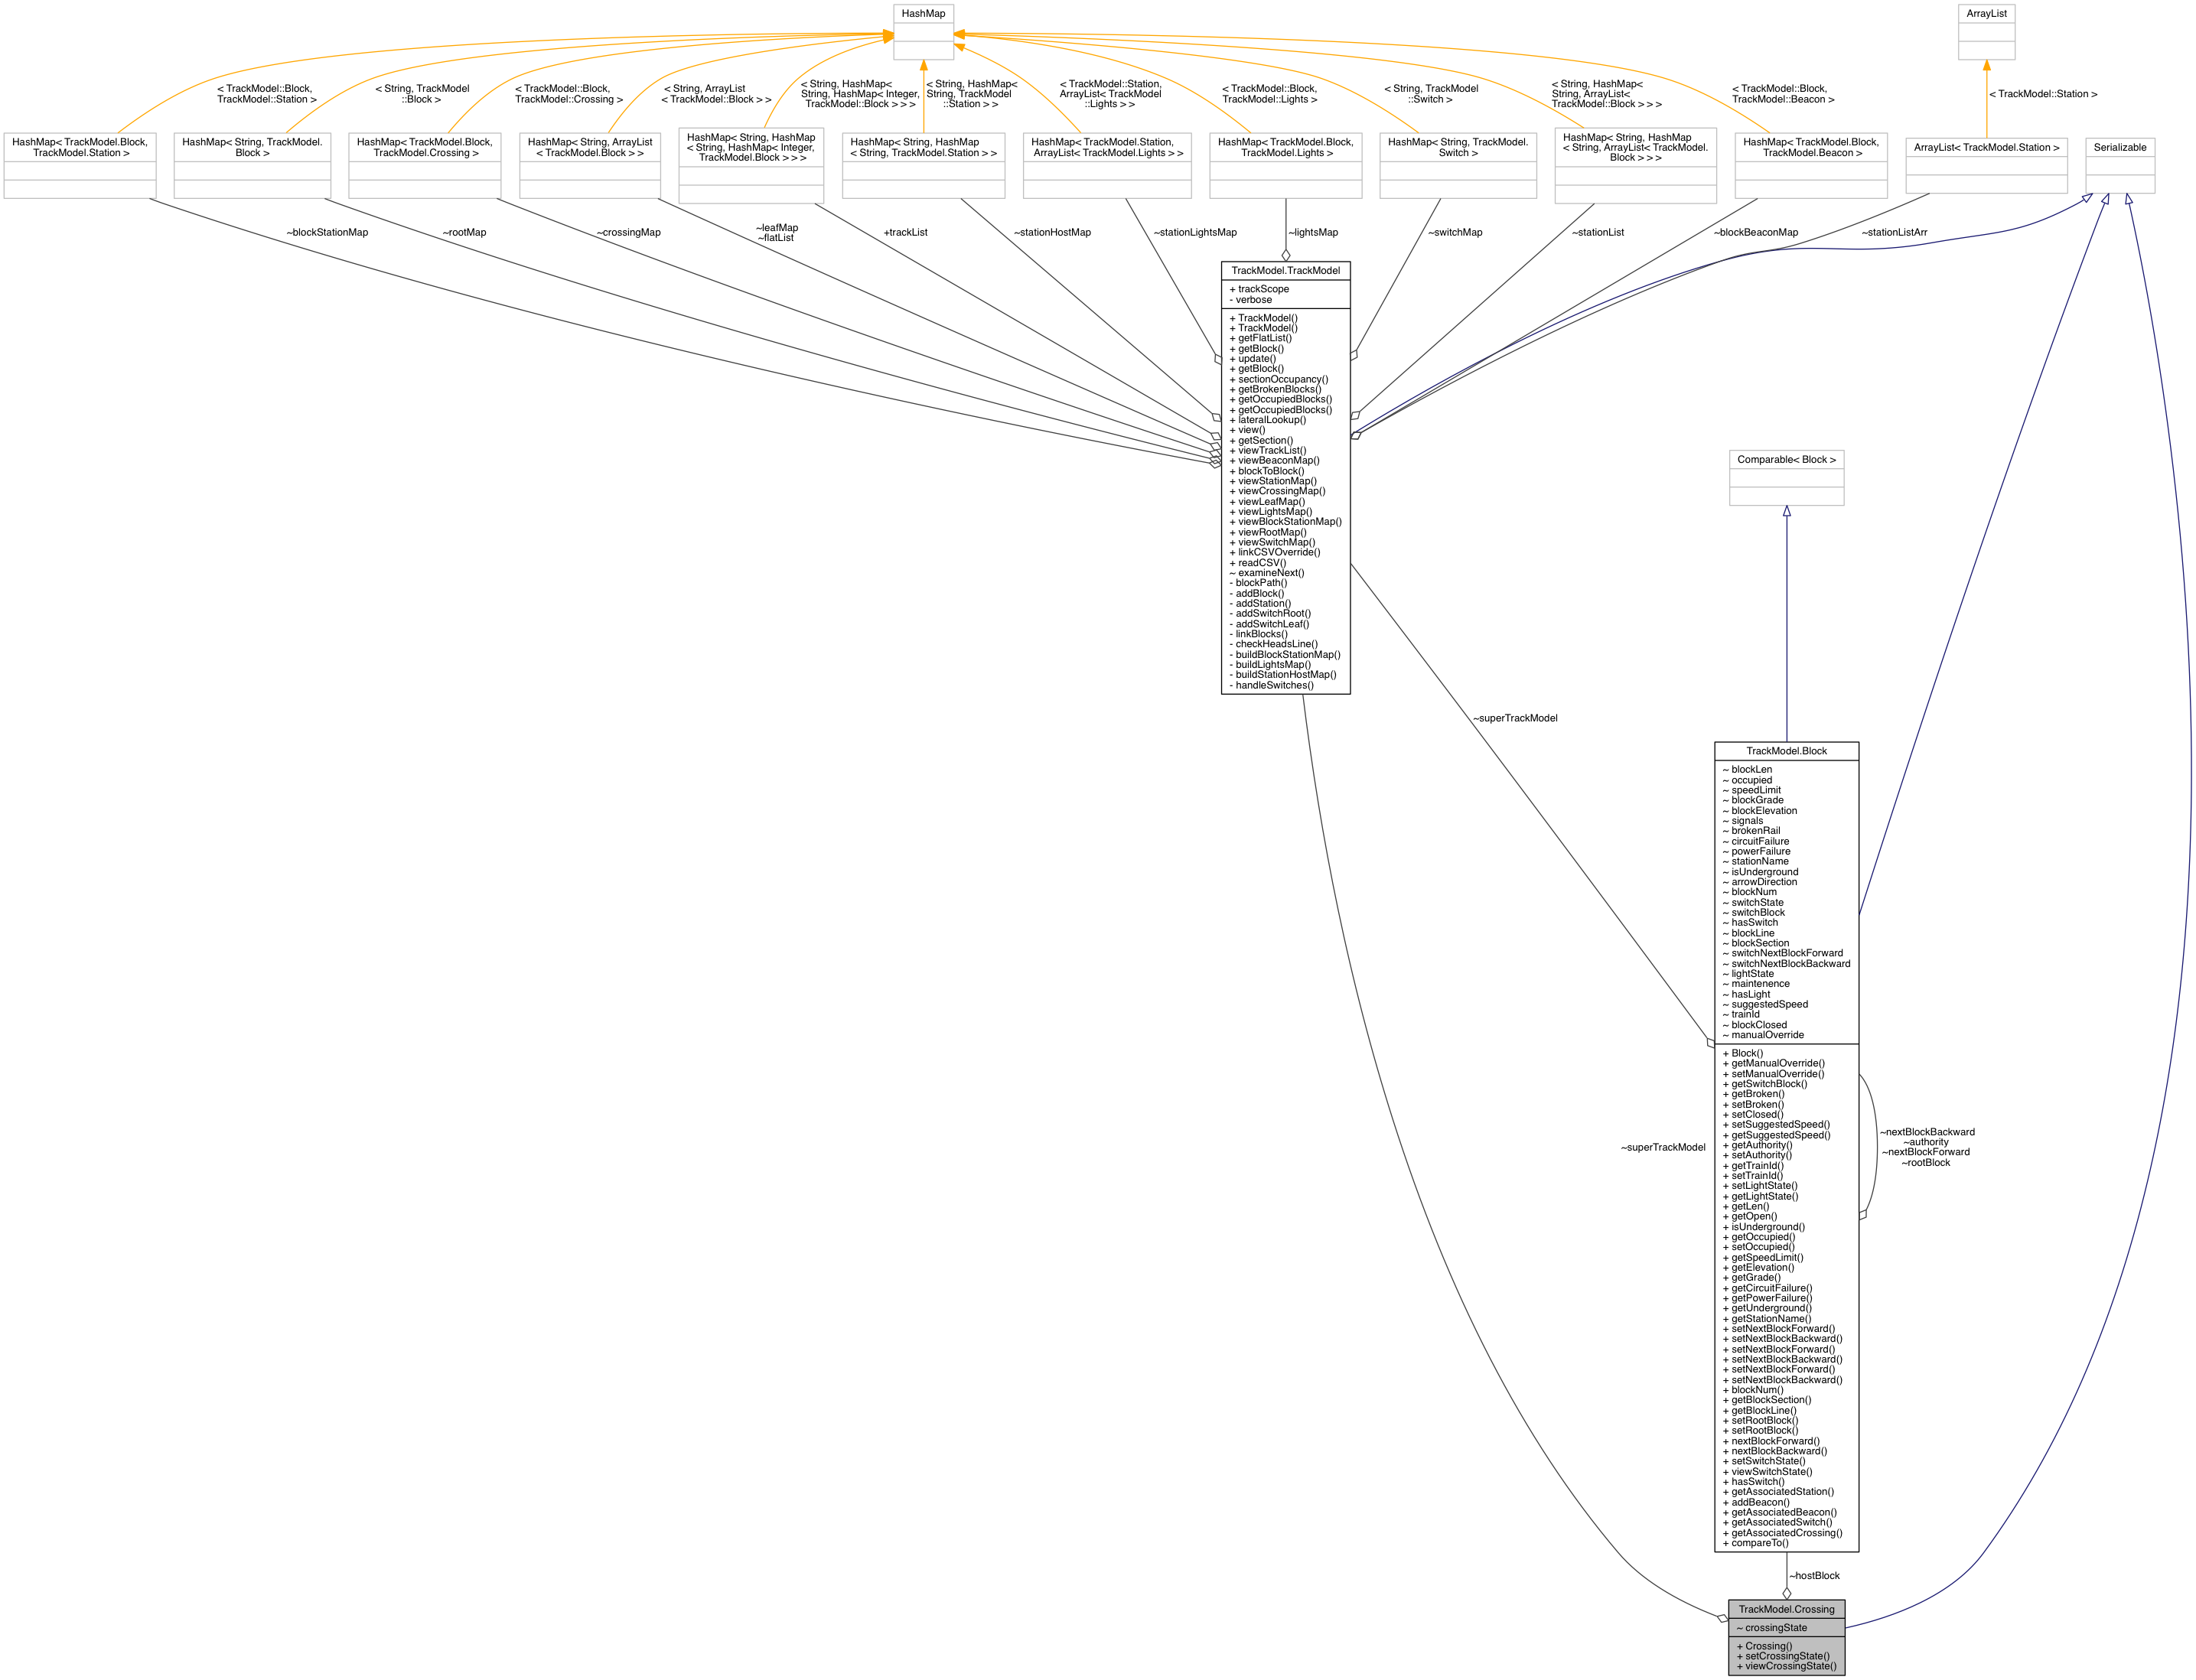 HashMap
ArrayList
< TrackModel::Block,
TrackModel::Station >
< String, TrackModel
::Block >
< TrackModel::Block,
TrackModel::Crossing >
< String, ArrayList
< TrackModel::Block > >
< String, HashMap<
String, HashMap< Integer,
TrackModel::Block > > >
< String, HashMap<
String, TrackModel
::Station > >
< TrackModel::Station,
ArrayList< TrackModel
::Lights > >
< TrackModel::Block,
TrackModel::Lights >
< String, TrackModel
::Switch >
< String, HashMap<
String, ArrayList<
TrackModel::Block > > >
< TrackModel::Block,
TrackModel::Beacon >
< TrackModel::Station >
HashMap< TrackModel.Block,
TrackModel.Station >
HashMap< String, TrackModel.
Block >
HashMap< TrackModel.Block,
TrackModel.Crossing >
HashMap< String, ArrayList
< TrackModel.Block > >
HashMap< String, HashMap
< String, HashMap< Integer,
TrackModel.Block > > >
HashMap< String, HashMap
< String, TrackModel.Station > >
HashMap< TrackModel.Station,
ArrayList< TrackModel.Lights > >
HashMap< TrackModel.Block,
TrackModel.Lights >
HashMap< String, TrackModel.
Switch >
HashMap< String, HashMap
< String, ArrayList< TrackModel.
Block > > >
HashMap< TrackModel.Block,
TrackModel.Beacon >
ArrayList< TrackModel.Station >
Serializable
~blockStationMap
~rootMap
~crossingMap
~leafMap
~flatList
+trackList
~stationHostMap
~stationLightsMap
~lightsMap
~switchMap
~stationList
~blockBeaconMap
~stationListArr
TrackModel.TrackModel
+ trackScope
- verbose
+ TrackModel()
+ TrackModel()
+ getFlatList()
+ getBlock()
+ update()
+ getBlock()
+ sectionOccupancy()
+ getBrokenBlocks()
+ getOccupiedBlocks()
+ getOccupiedBlocks()
+ lateralLookup()
+ view()
+ getSection()
+ viewTrackList()
+ viewBeaconMap()
+ blockToBlock()
+ viewStationMap()
+ viewCrossingMap()
+ viewLeafMap()
+ viewLightsMap()
+ viewBlockStationMap()
+ viewRootMap()
+ viewSwitchMap()
+ linkCSVOverride()
+ readCSV()
~ examineNext()
- blockPath()
- addBlock()
- addStation()
- addSwitchRoot()
- addSwitchLeaf()
- linkBlocks()
- checkHeadsLine()
- buildBlockStationMap()
- buildLightsMap()
- buildStationHostMap()
- handleSwitches()
Comparable< Block >
~superTrackModel
TrackModel.Block
~ blockLen
~ occupied
~ speedLimit
~ blockGrade
~ blockElevation
~ signals
~ brokenRail
~ circuitFailure
~ powerFailure
~ stationName
~ isUnderground
~ arrowDirection
~ blockNum
~ switchState
~ switchBlock
~ hasSwitch
~ blockLine
~ blockSection
~ switchNextBlockForward
~ switchNextBlockBackward
~ lightState
~ maintenence
~ hasLight
~ suggestedSpeed
~ trainId
~ blockClosed
~ manualOverride
+ Block()
+ getManualOverride()
+ setManualOverride()
+ getSwitchBlock()
+ getBroken()
+ setBroken()
+ setClosed()
+ setSuggestedSpeed()
+ getSuggestedSpeed()
+ getAuthority()
+ setAuthority()
+ getTrainId()
+ setTrainId()
+ setLightState()
+ getLightState()
+ getLen()
+ getOpen()
+ isUnderground()
+ getOccupied()
+ setOccupied()
+ getSpeedLimit()
+ getElevation()
+ getGrade()
+ getCircuitFailure()
+ getPowerFailure()
+ getUnderground()
+ getStationName()
+ setNextBlockForward()
+ setNextBlockBackward()
+ setNextBlockForward()
+ setNextBlockBackward()
+ setNextBlockForward()
+ setNextBlockBackward()
+ blockNum()
+ getBlockSection()
+ getBlockLine()
+ setRootBlock()
+ setRootBlock()
+ nextBlockForward()
+ nextBlockBackward()
+ setSwitchState()
+ viewSwitchState()
+ hasSwitch()
+ getAssociatedStation()
+ addBeacon()
+ getAssociatedBeacon()
+ getAssociatedSwitch()
+ getAssociatedCrossing()
+ compareTo()
~nextBlockBackward
~authority
~nextBlockForward
~rootBlock
~superTrackModel
~hostBlock
TrackModel.Crossing
~ crossingState
+ Crossing()
+ setCrossingState()
+ viewCrossingState()